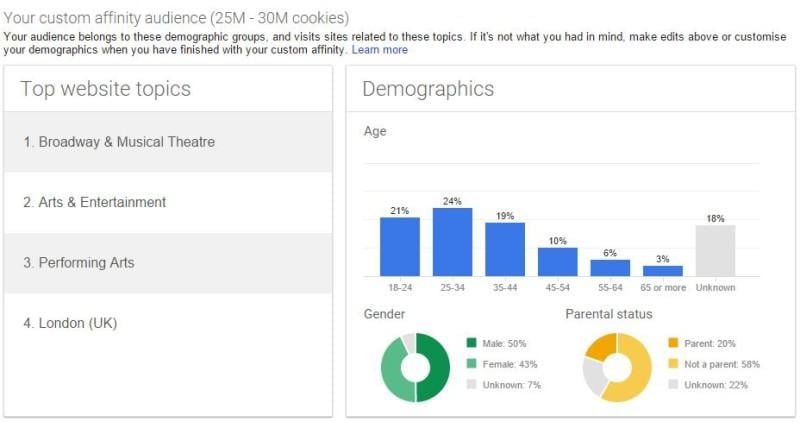 Your custom affinity audience (25M - 30M cookies)
Your audience belongs to these demographic groups, and visits sites related to these topics. If it's not what you had in mind, make edits above or customise
your demographics when you have finished with your custom affinity. Learn more
Top website topics
1. Broadway & Musical Theatre
2. Arts & Entertainment
3. Performing Arts
4. London (UK)
Demographics
Age
21%
24%
19%
10%
6%
3%
18%
18-24
25-34
35-44
45-54
55-64
65 or more
Unknown
Gender
Male: 50%
Female: 43%
Unknown: 7%
Parental status
Parent: 20%
Not a parent: 58%
Unknown: 22%